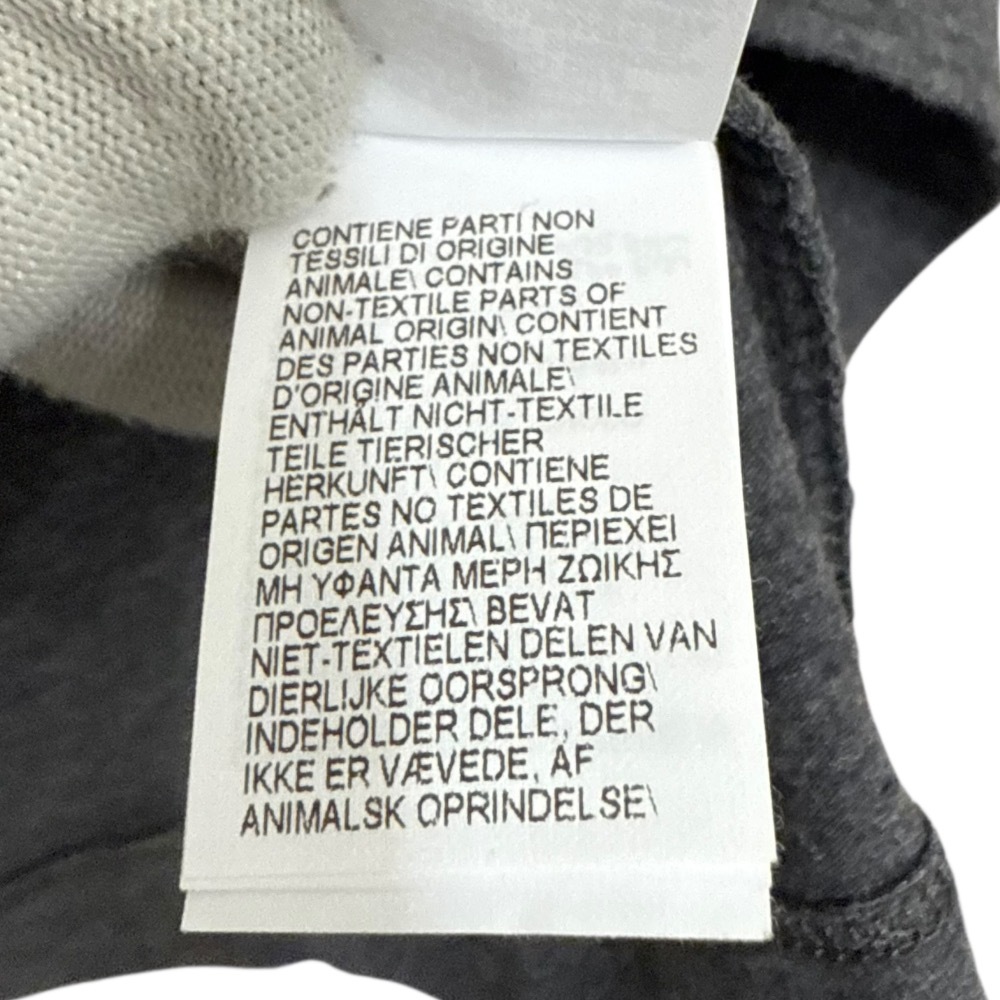 CONTIENE PARTI NON
TESSILI DI ORIGINE
ANIMALE\ CONTAINS
NON-TEXTILE PARTS OF
ANIMAL ORIGIN\ CONTIENT
DES PARTIES NON TEXTILES
D'ORIGINE ANIMALE\
ENTHÄLT NICHT-TEXTILE
TEILE TIERISCHER
HERKUNFT\ CONTIENE
PARTES NO TEXTILES DE
ORIGEN ANIMAL\ ΠΕΡΙΕΧΕΙ
ΜΗ ΥΦΑΝΤΑ ΜΕΡΗ ΖΩΙΚΗΣ
ΠΡΟΕΛΕΥΣΗΣ\ BEVAT
NIET-TEXTIELEN DELEN VAN
DIERLIJKE OORSPRONG\
INDEHOLDER DELE, DER
IKKE ER VÆVEDE, AF
ANIMALSK OPRINDELSE\